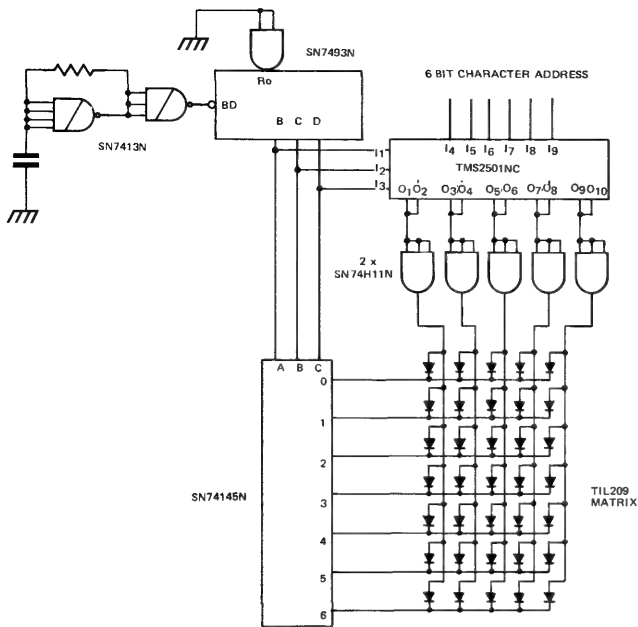 SN7493N
Ro
BD
B C D
SN7413N
6 BIT CHARACTER ADDRESS
I4 I5 I6 I7 I8 I9
TMS2501NC
I1
I2
I3
O1 O2 O3 O4 O5 O6 O7 O8 O9 O10
2 x
SN74H11N
A B C
0
1
2
3
4
5
6
SN74145N
TIL209
MATRIX